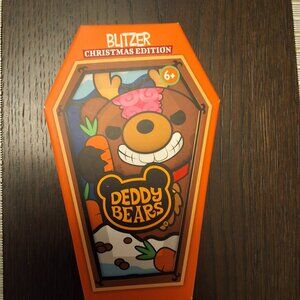 BLITZER
CHRISTMAS EDITION
6+
DEDDY
BEARS